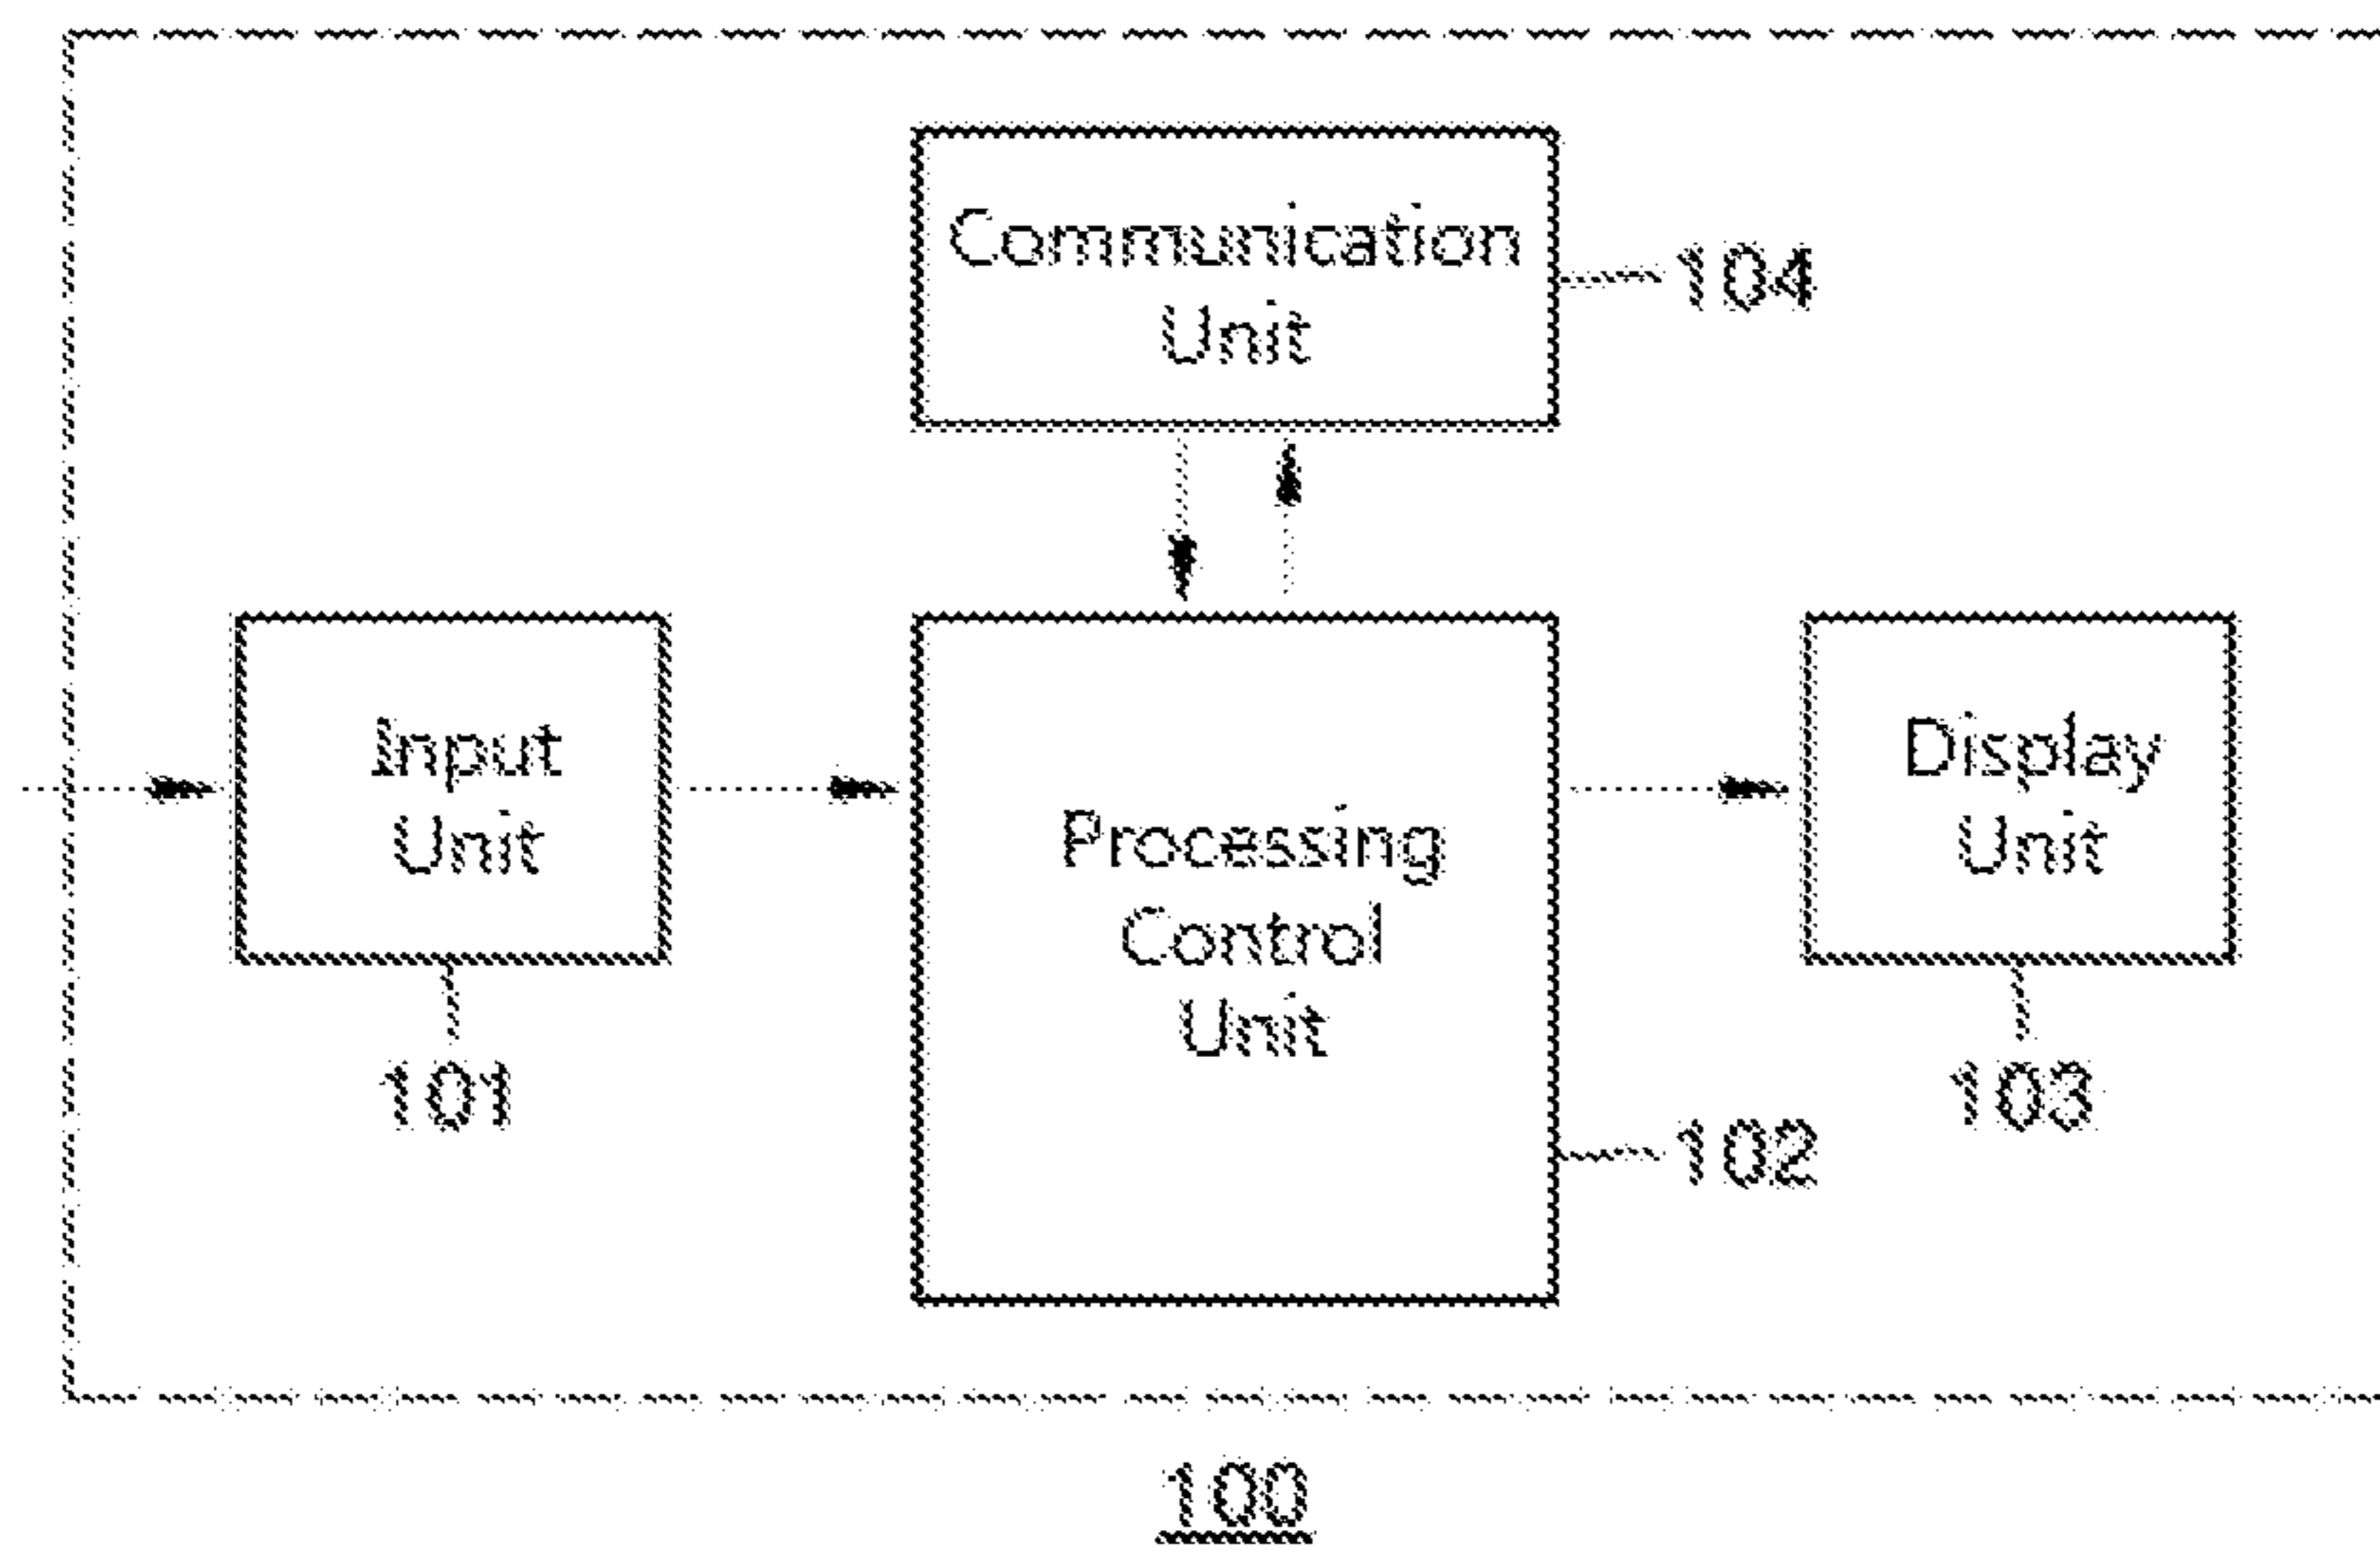 Communication
Unit
104
Input
Unit
101
Processing
Control
Unit
102
Display
Unit
103
100